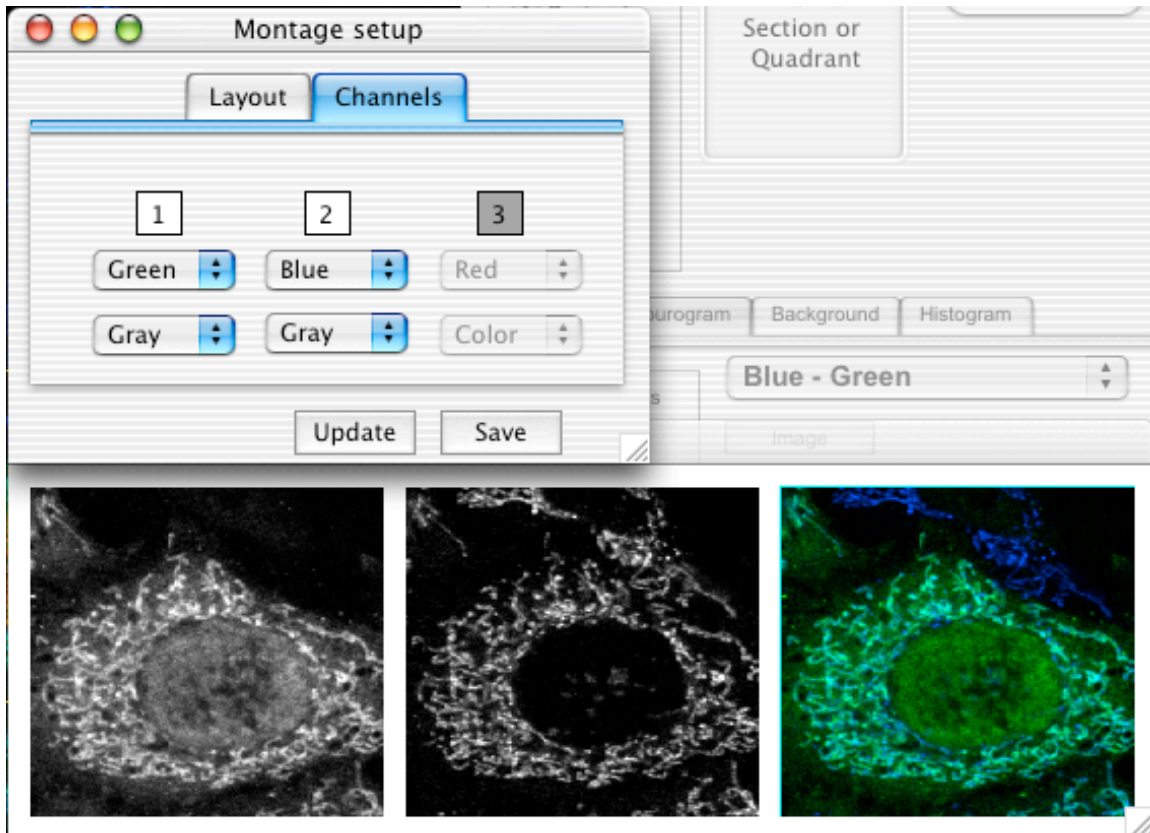 Montage setup
Section or
Quadrant
Layout Channels
1 2 3
Green Blue Red
Gray Gray Color
Background Histogram
Blue - Green
Update Save
Image